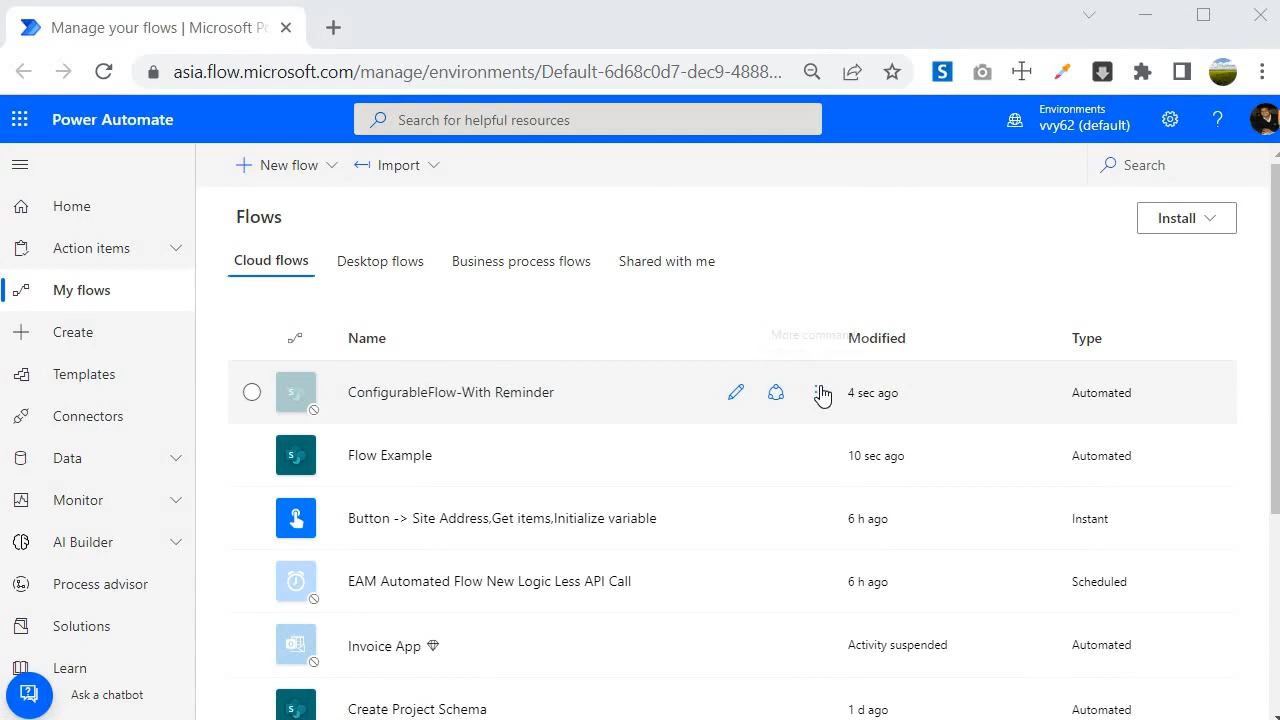 Manage your flows | Microsoft Po
asia.flow.microsoft.com/manage/environments/Default-6d68c0d7-dec9-4888...
Power Automate
Search for helpful resources
Environments
vvy62 (default)
New flow
Import
Search
Home
Action items
My flows
Create
Templates
Connectors
Data
Monitor
AI Builder
Process advisor
Solutions
Learn
Ask a chatbot
Flows
Install
Cloud flows
Desktop flows
Business process flows
Shared with me
More comman
Name
Modified
Type
ConfigurableFlow-With Reminder
4 sec ago
Automated
Flow Example
10 sec ago
Automated
Button -> Site Address,Get items,Initialize variable
6 h ago
Instant
EAM Automated Flow New Logic Less API Call
6 h ago
Scheduled
Invoice App
Activity suspended
Automated
Create Project Schema
1 d ago
Automated